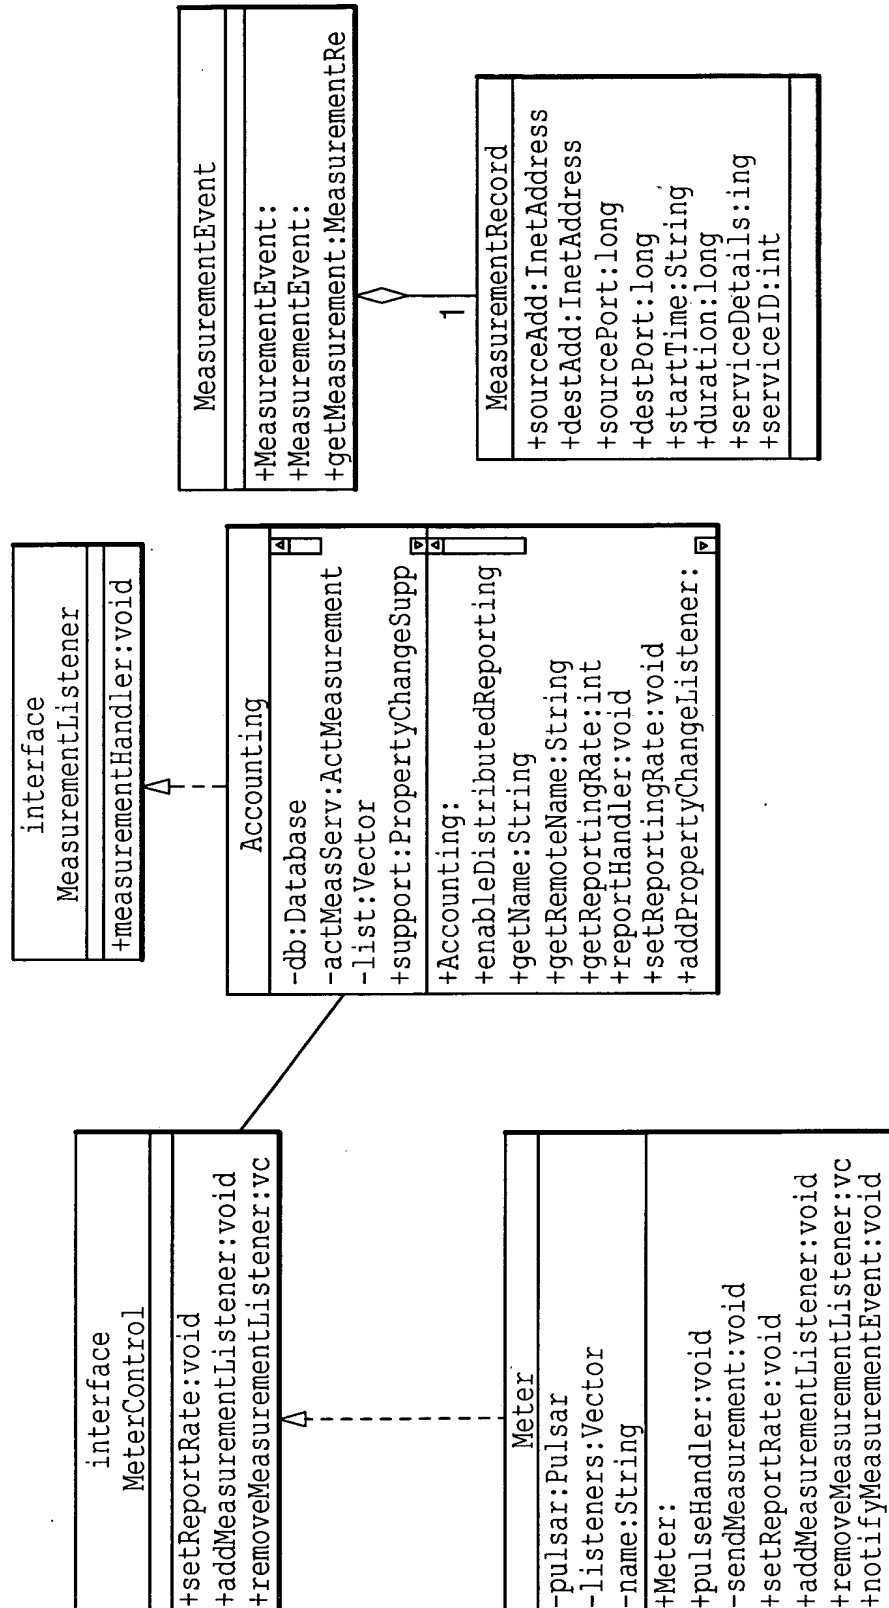 interface
MeterControl
+setReportRate:void
+addMeasurementListener:void
+removeMeasurementListener:vc
Meter
-pulsar:Pulsar
-listeners:Vector
-name:String
+Meter:
+pulseHandler:void
-sendMeasurement:void
+setReportRate:void
+addMeasurementListener:void
+removeMeasurementListener:vc
+notifyMeasurementEvent:void
interface
MeasurementListener
+measurementHandler:void
Accounting
-db:Database
-actMeasServ:ActMeasurement
-list:Vector
+support:PropertyChangeSupp
+Accounting:
+enableDistributedReporting
+getName:String
+getRemoteName:String
+getReportingRate:int
+reportHandler:void
+setReportingRate:void
+addPropertyChangeListener:
MeasurementEvent
+MeasurementEvent:
+MeasurementEvent:
+getMeasurement:MeasurementRe
1
MeasurementRecord
+sourceAdd:InetAddress
+destAdd:InetAddress
+sourcePort:long
+destPort:long
+startTime:String
+duration:long
+serviceDetails:ing
+serviceID:int